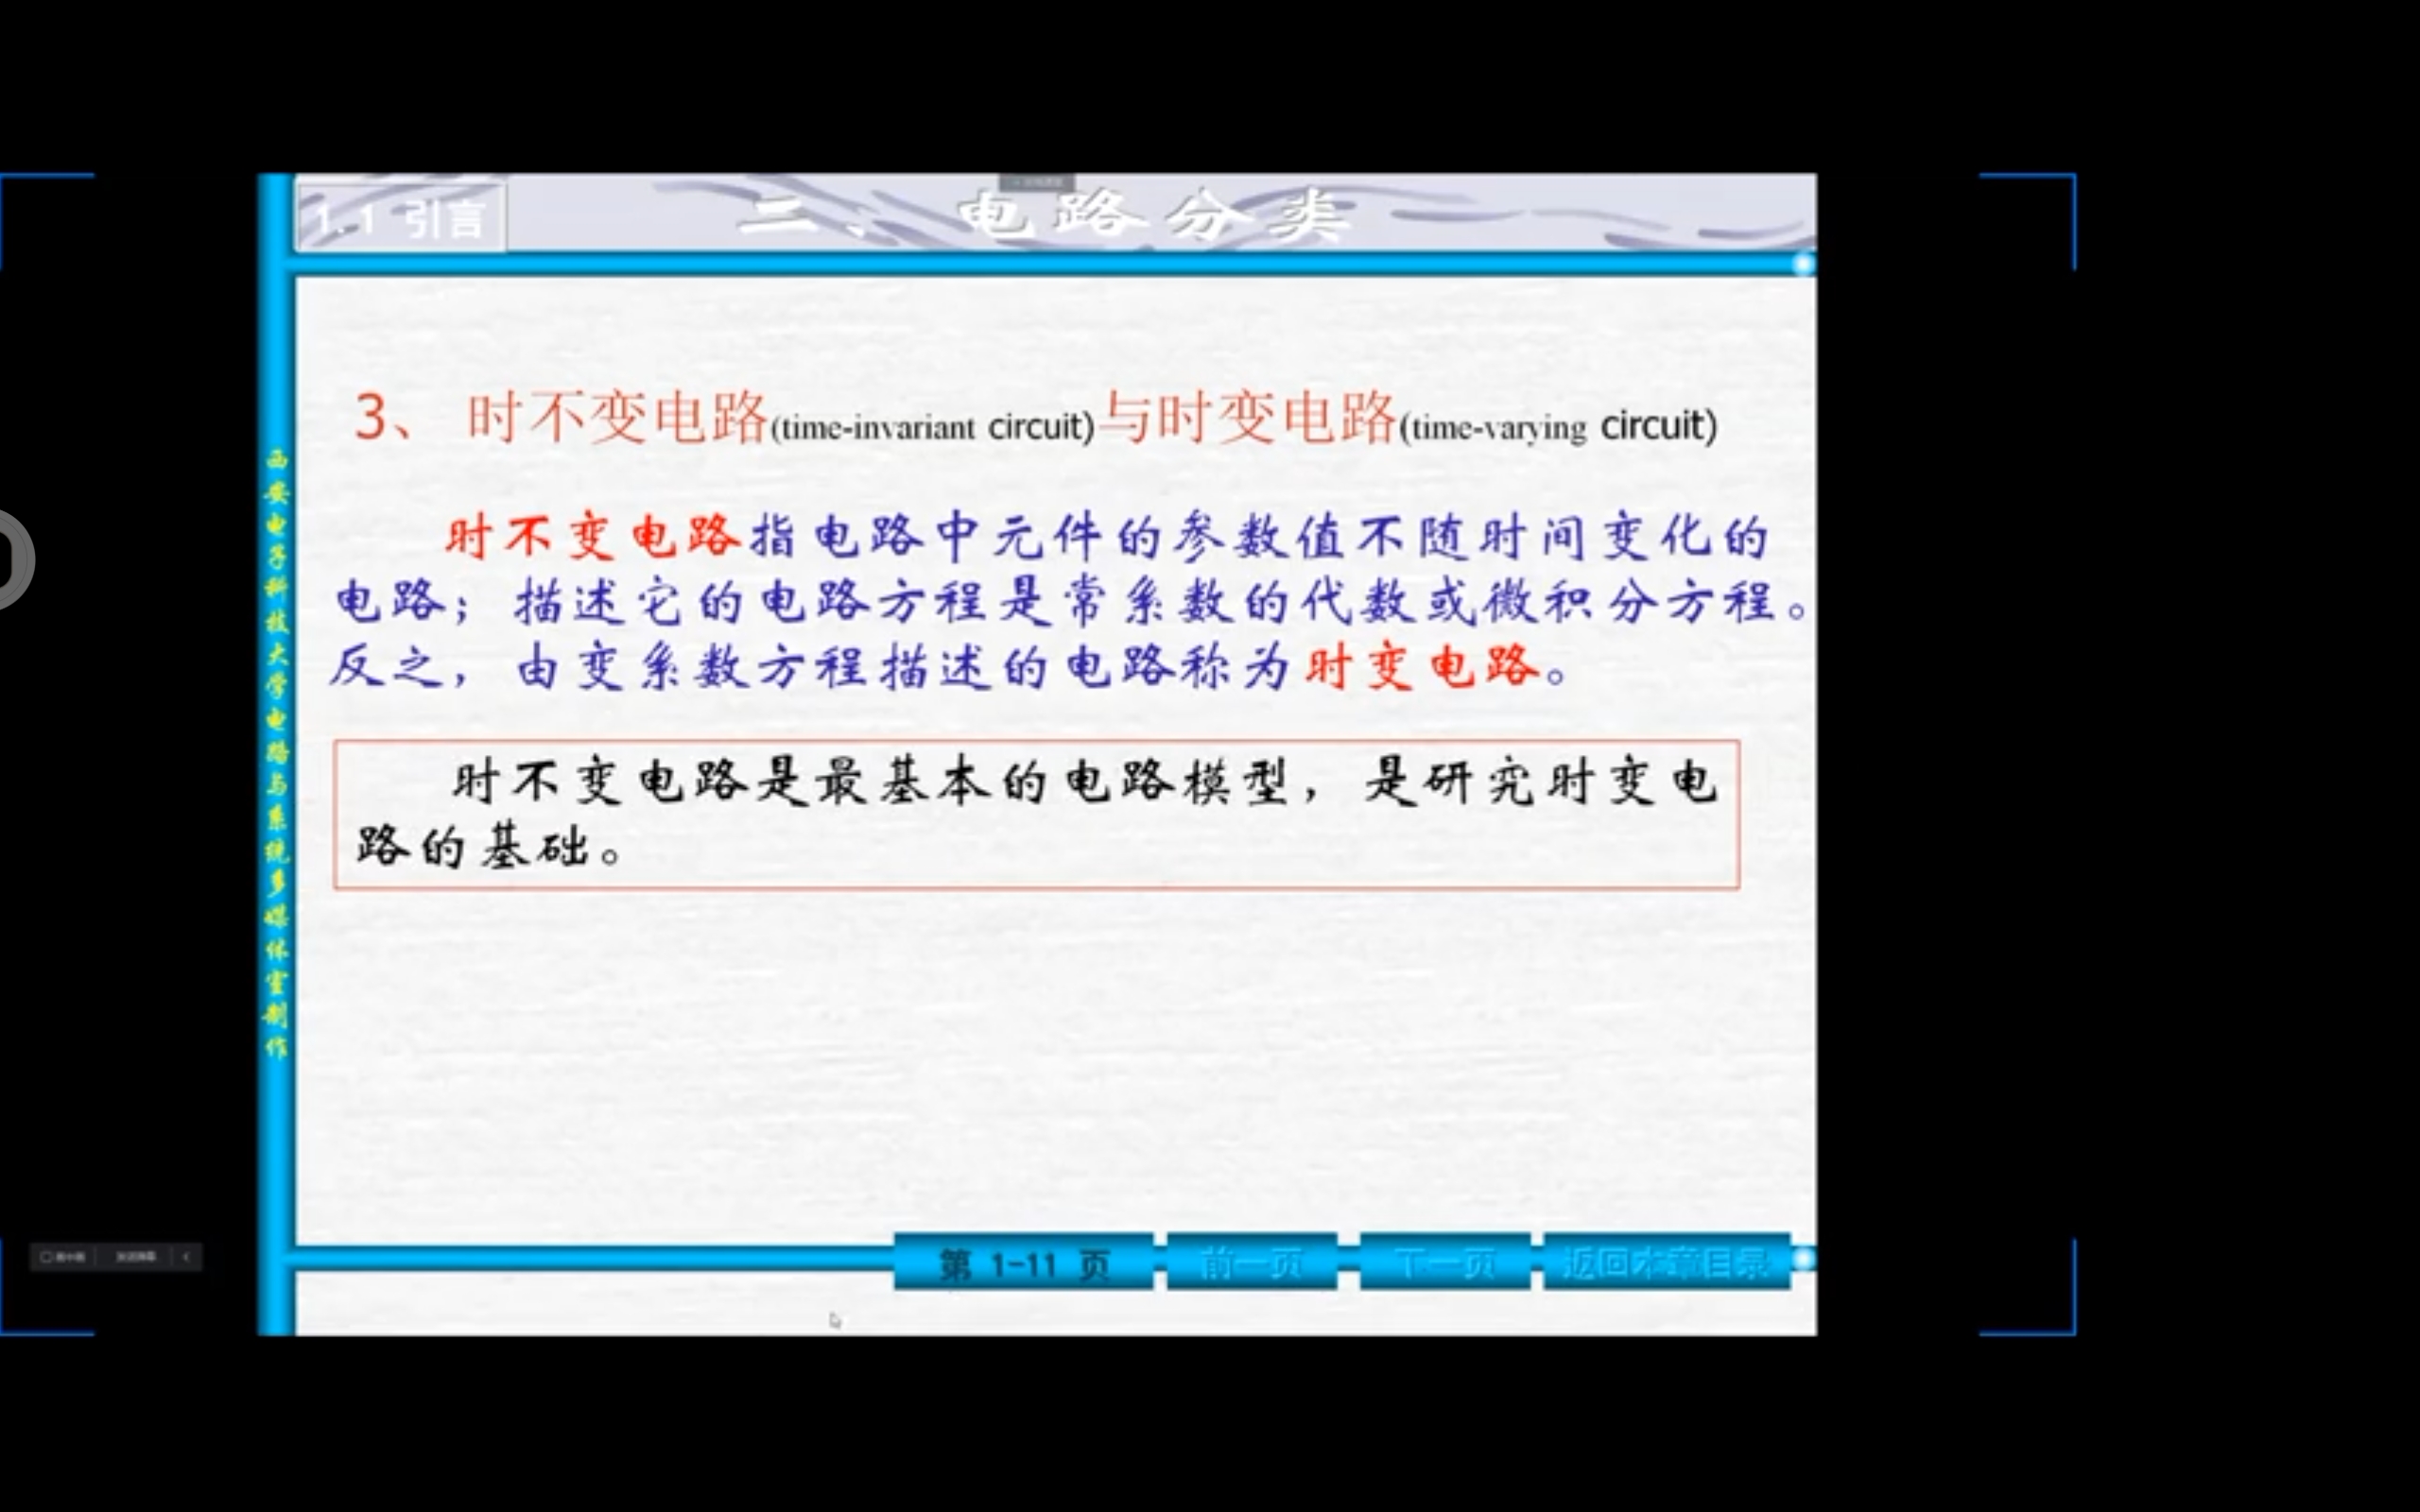 1.1 引言
二、电路分类
3、 时不变电路(time-invariant circuit)与时变电路(time-varying circuit)
时不变电路指电路中元件的参数值不随时间变化的
电路；描述它的电路方程是常系数的代数或微积分方程。
反之，由变系数方程描述的电路称为时变电路。
时不变电路是最基本的电路模型，是研究时变电
路的基础。
西安电子科技大学电路与系统多媒体室制作
第 1-11 页
前一页
下一页
返回本章目录